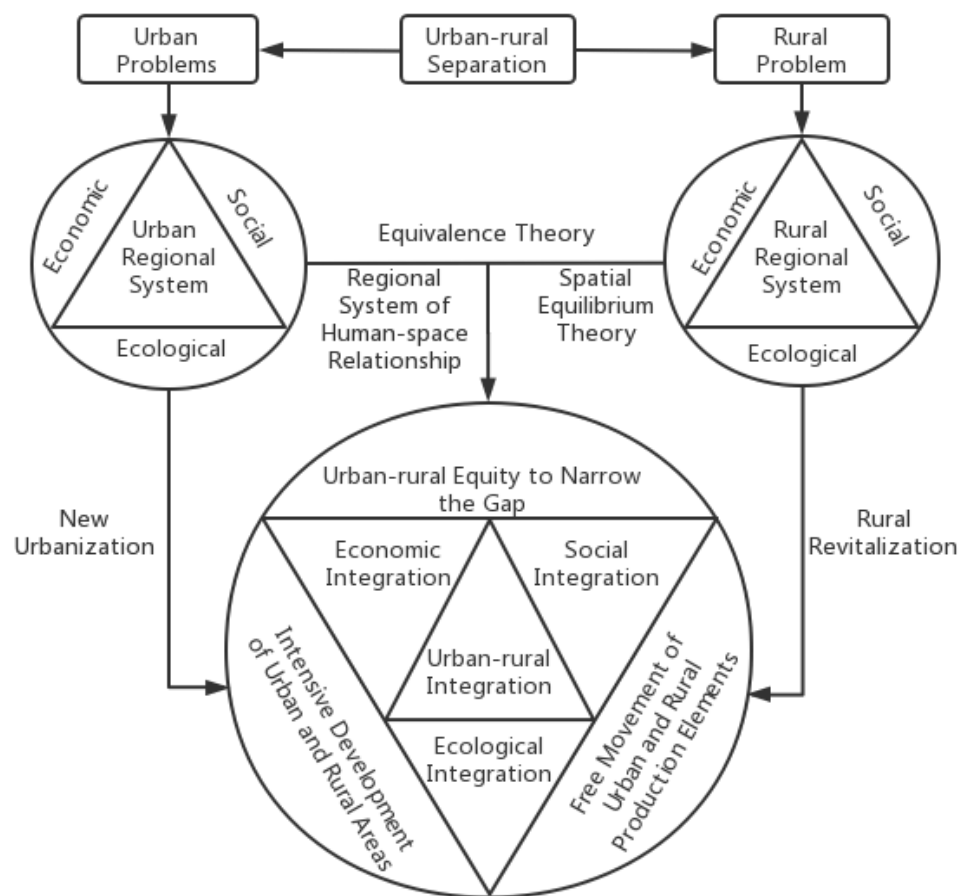 Urban
Problems
Urban-rural
Separation
Rural
Problem
Economic
Social
Urban
Regional
System
Ecological
Equivalence Theory
Regional
System of
Human-space
Relationship
Spatial
Equilibrium
Theory
Economic
Social
Rural
Regional
System
Ecological
New
Urbanization
Urban-rural Equity to Narrow
the Gap
Economic
Integration
Social
Integration
Urban-rural
Integration
Ecological
Integration
Intensive Development
of Urban and Rural Areas
Free Movement of
Urban and Rural
Production Elements
Rural
Revitalization